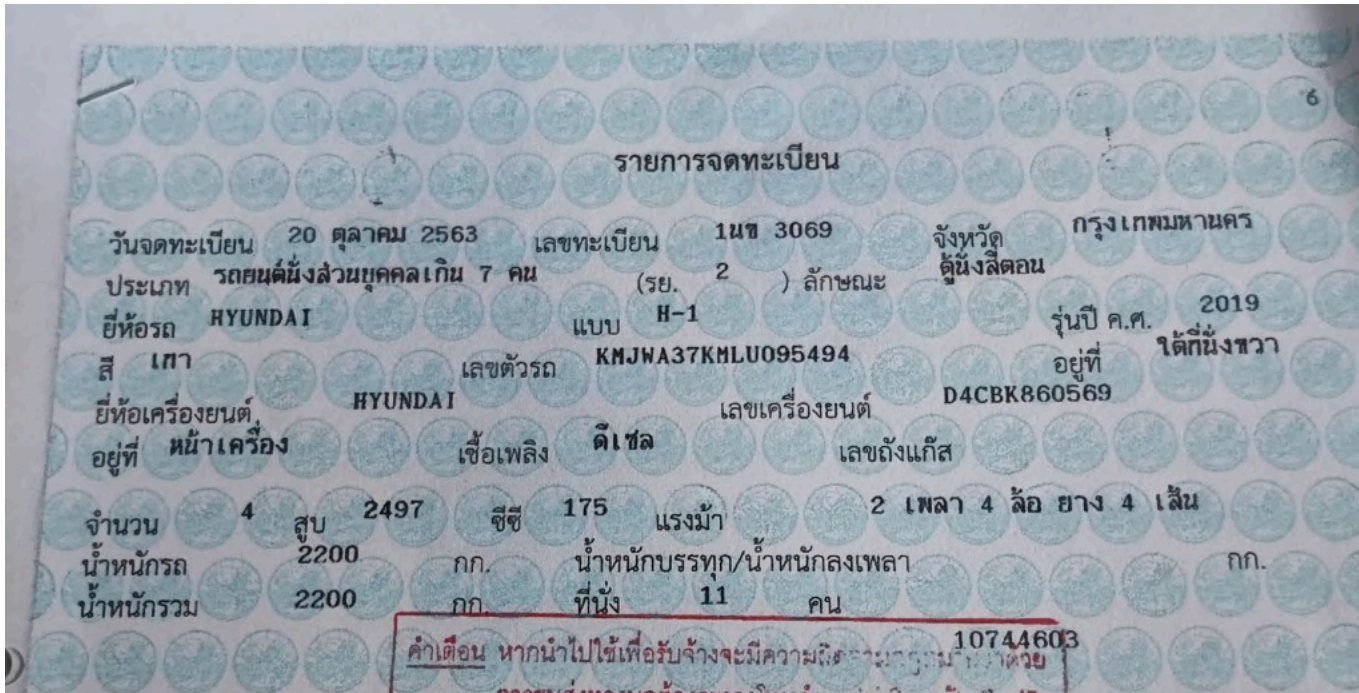 6
รายการจดทะเบียน
วันจดทะเบียน 20 ตุลาคม 2563 เลขทะเบียน 1นข 3069 จังหวัด กรุงเทพมหานคร
ประเภท รถยนต์นั่งส่วนบุคคลเกิน 7 คน (รย. 2 ) ลักษณะ ตู้นั่งสี่ตอน
ยี่ห้อรถ HYUNDAI แบบ H-1 รุ่นปี ค.ศ. 2019
สี เทา เลขตัวรถ KMJWA37KMLU095494 อยู่ที่ ใต้ที่นั่งขวา
ยี่ห้อเครื่องยนต์ HYUNDAI เลขเครื่องยนต์ D4CBK860569
อยู่ที่ หน้าเครื่อง เชื้อเพลิง ดีเซล เลขถังแก๊ส
จำนวน 4 สูบ 2497 ซีซี 175 แรงม้า 2 เพลา 4 ล้อ ยาง 4 เส้น
น้ำหนักรถ 2200 กก. น้ำหนักบรรทุก/น้ำหนักลงเพลา กก.
น้ำหนักรวม 2200 กก. ที่นั่ง 11 คน
10744603
คำเตือน หากนำไปใช้เพื่อรับจ้างจะมีความผิด